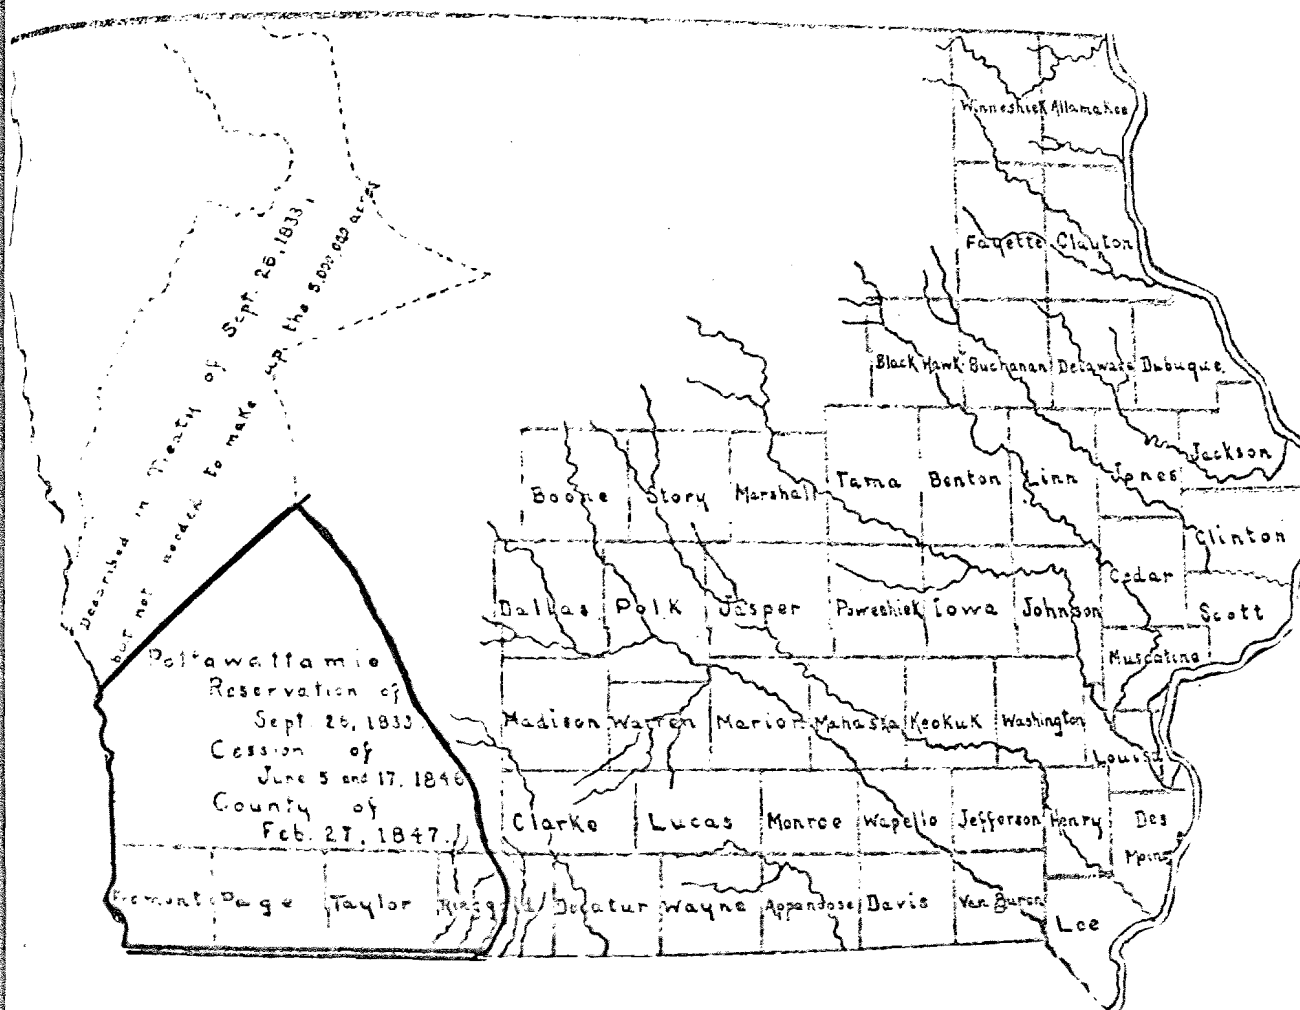 Winneshiek Allamakee
Fayette Clayton
Black Hawk Buchanan Delaware Dubuque
Jackson
Boone Story Marshall Tama Benton Linn Jones
Clinton
Cedar
Dallas Polk Jasper Poweshiek Iowa Johnson Scott
Muscatine
Madison Warren Marion Mahaska Keokuk Washington
Louisa
Clarke Lucas Monroe Wapello Jefferson Henry Des
Moine
Fremont Page Taylor Ringgold Decatur Wayne Appanoose Davis Van Buren
Lee
Described in Treaty of Sept. 26, 1833,
but not needed to make up the 5,000,000 acres
Pottawattamie
Reservation of
Sept. 26, 1833.
Cession of
June 5 and 17, 1846
County of
Feb. 27, 1847.